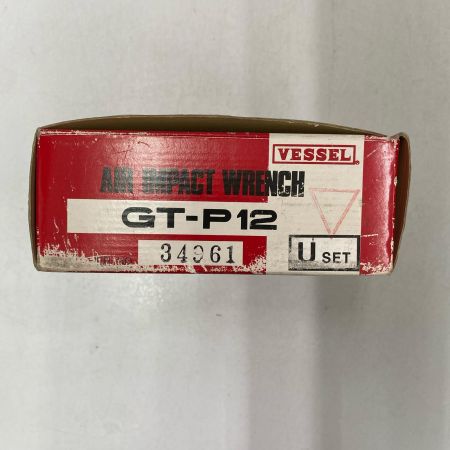 VESSEL
AIR IMPACT WRENCH
GT-P12
34961
U SET